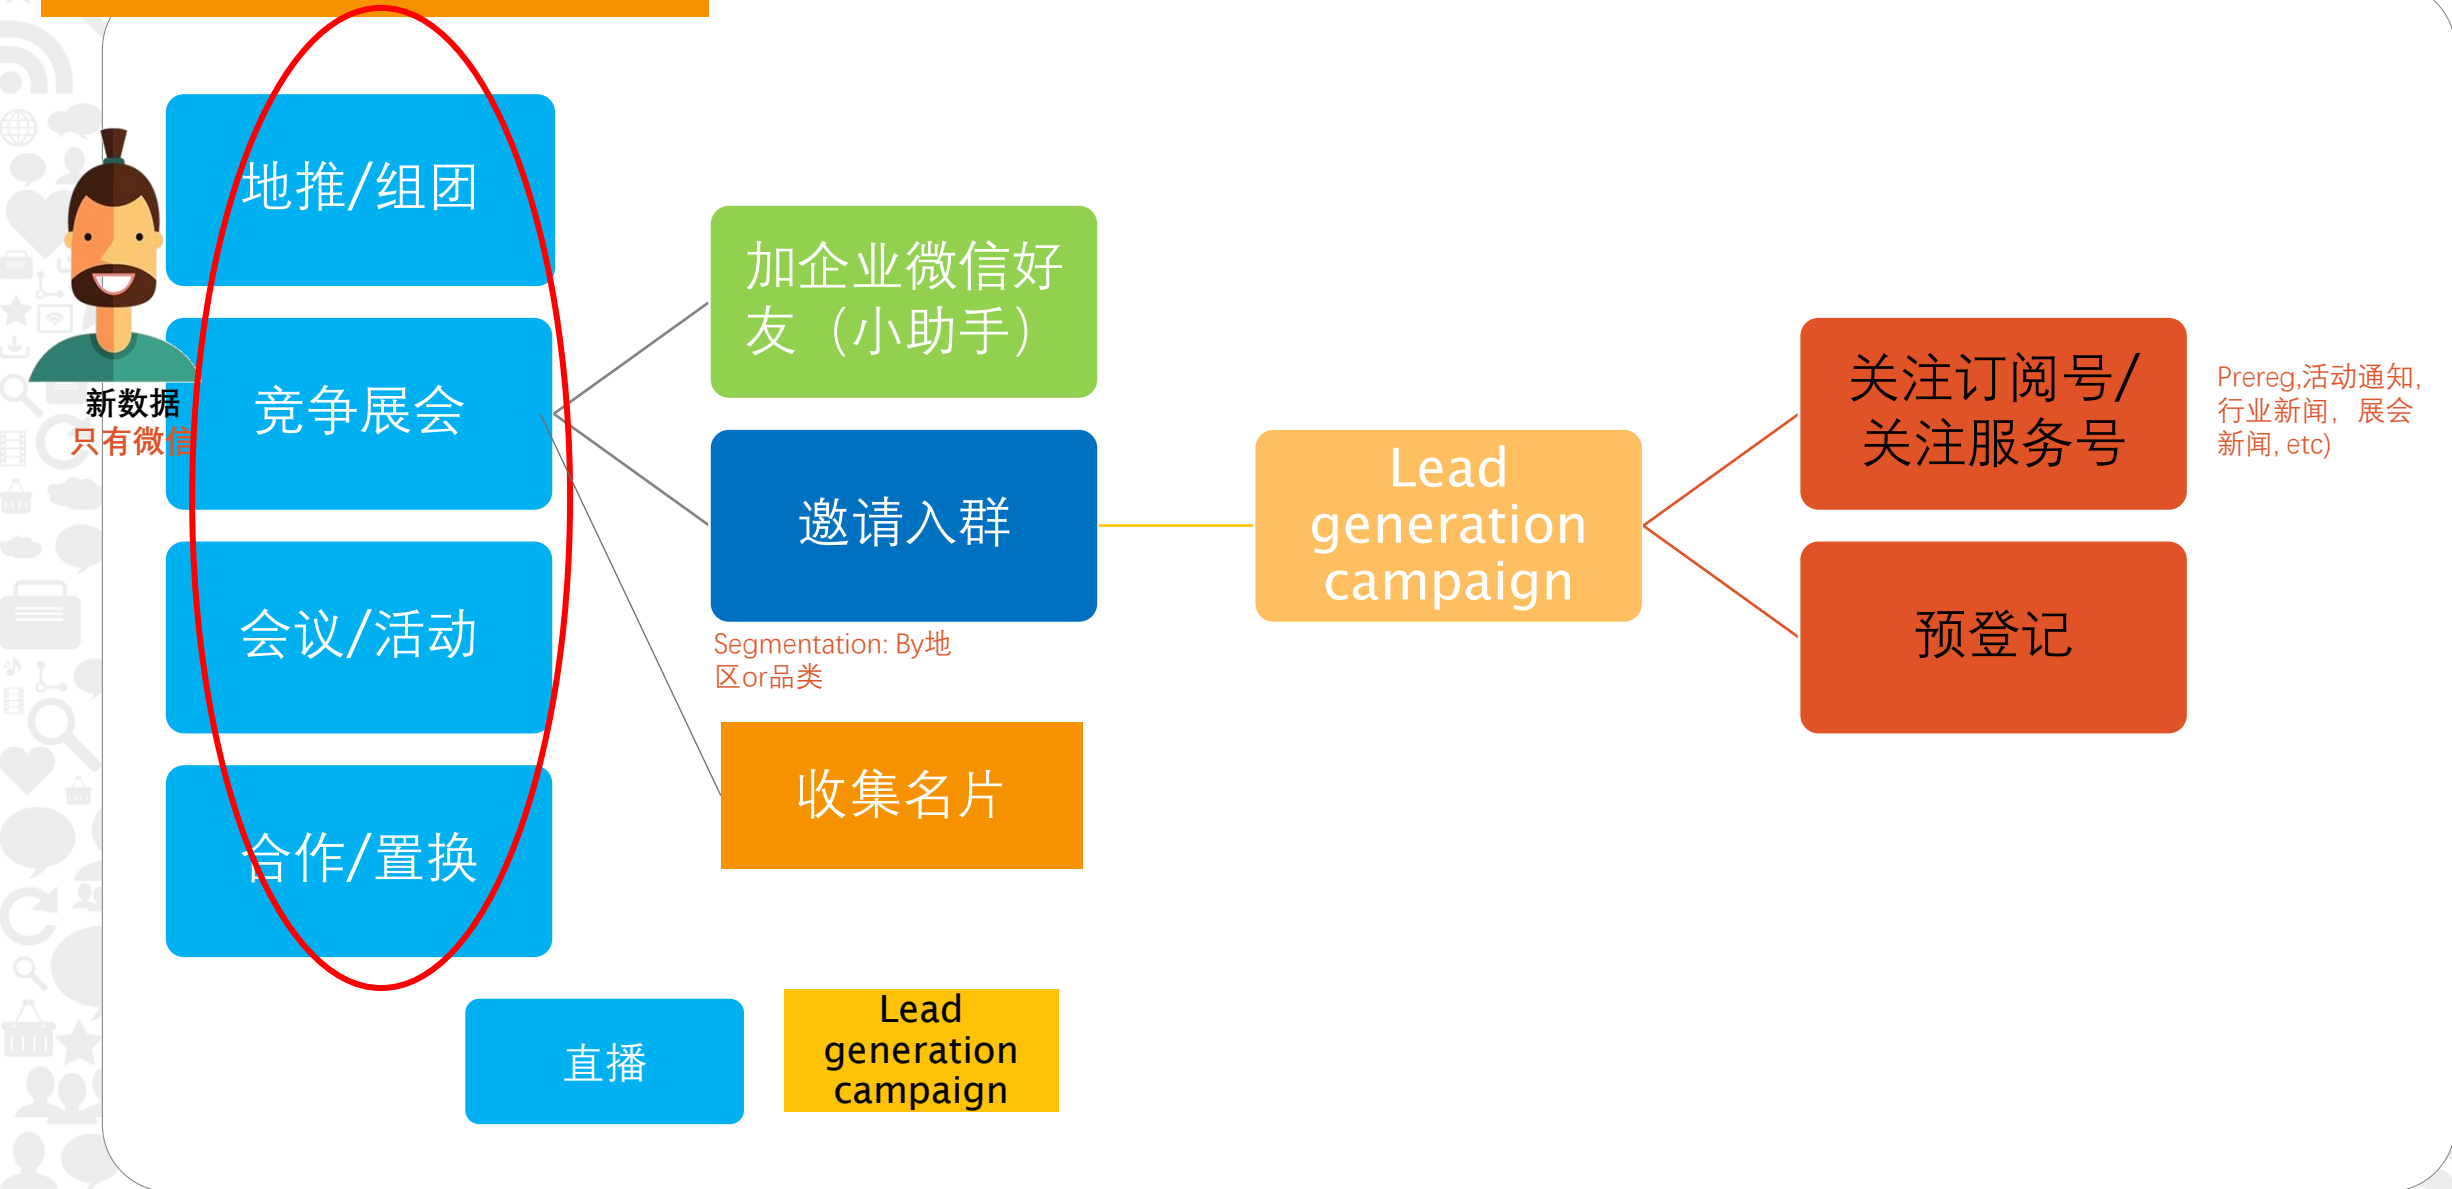 地推/组团
新数据
只有微信
竞争展会
会议/活动
合作/置换
加企业微信好
友（小助手）
邀请入群
Segmentation: By地
区or品类
收集名片
Lead
generation
campaign
关注订阅号/
关注服务号
Prereg,活动通知,
行业新闻，展会
新闻, etc)
预登记
直播
Lead
generation
campaign